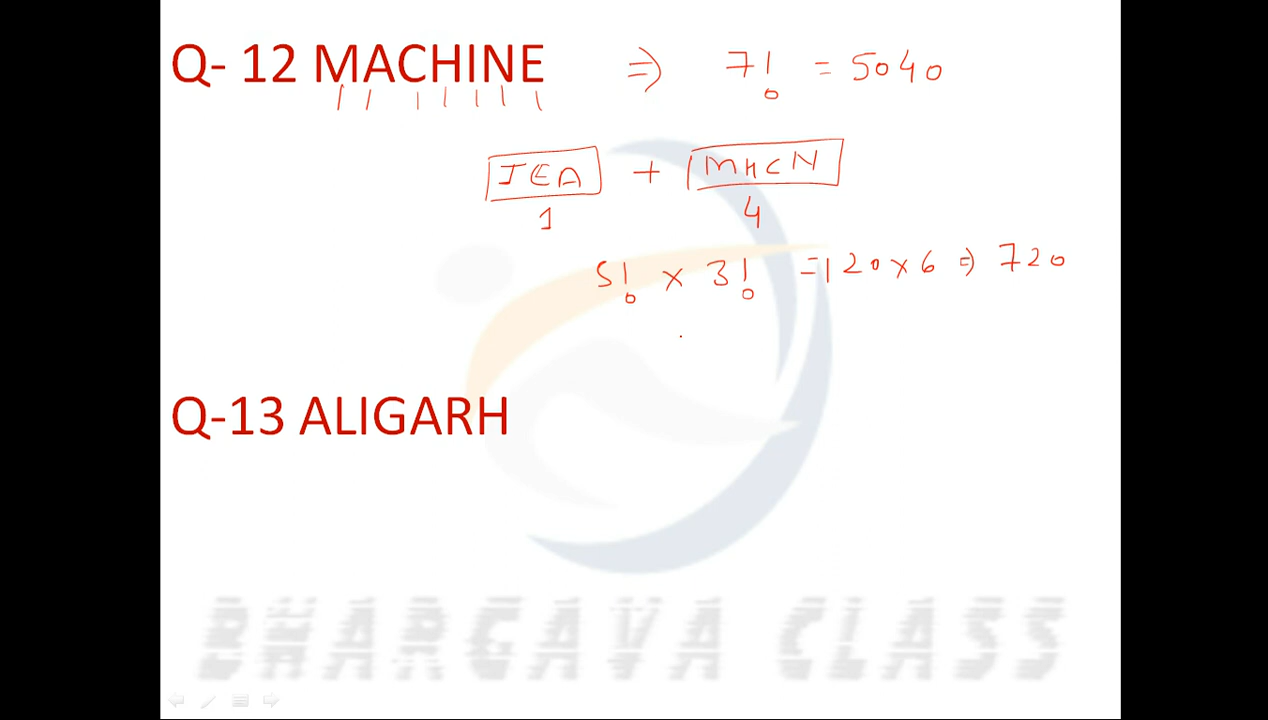 Q- 12 MACHINE ⇒ 7! = 5040
IEA + MHCN
1 4
5! × 3! = 120 × 6 ⇒ 720
Q-13 ALIGARH
BHARGAVA CLASS